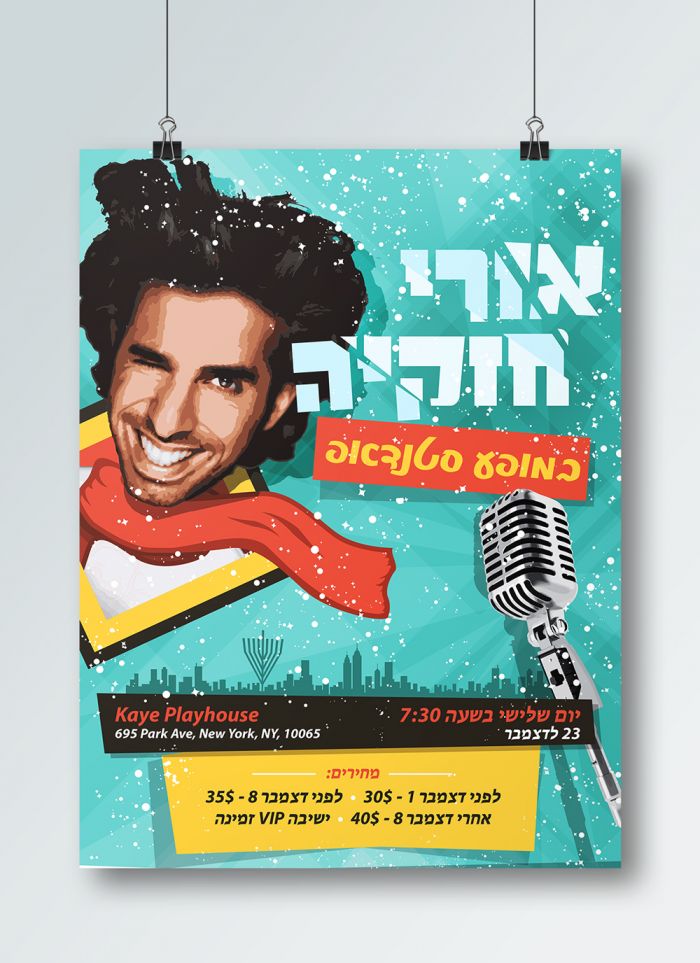 אורי
חזקיה
במופע סטנדאופ
יום שלישי בשעה 7:30
23 לדצמבר
Kaye Playhouse
695 Park Ave, New York, NY, 10065
מחירים:
לפני דצמבר 1 - 30$ • לפני דצמבר 8 - 35$
אחרי דצמבר 8 - 40$ • ישיבה VIP זמינה